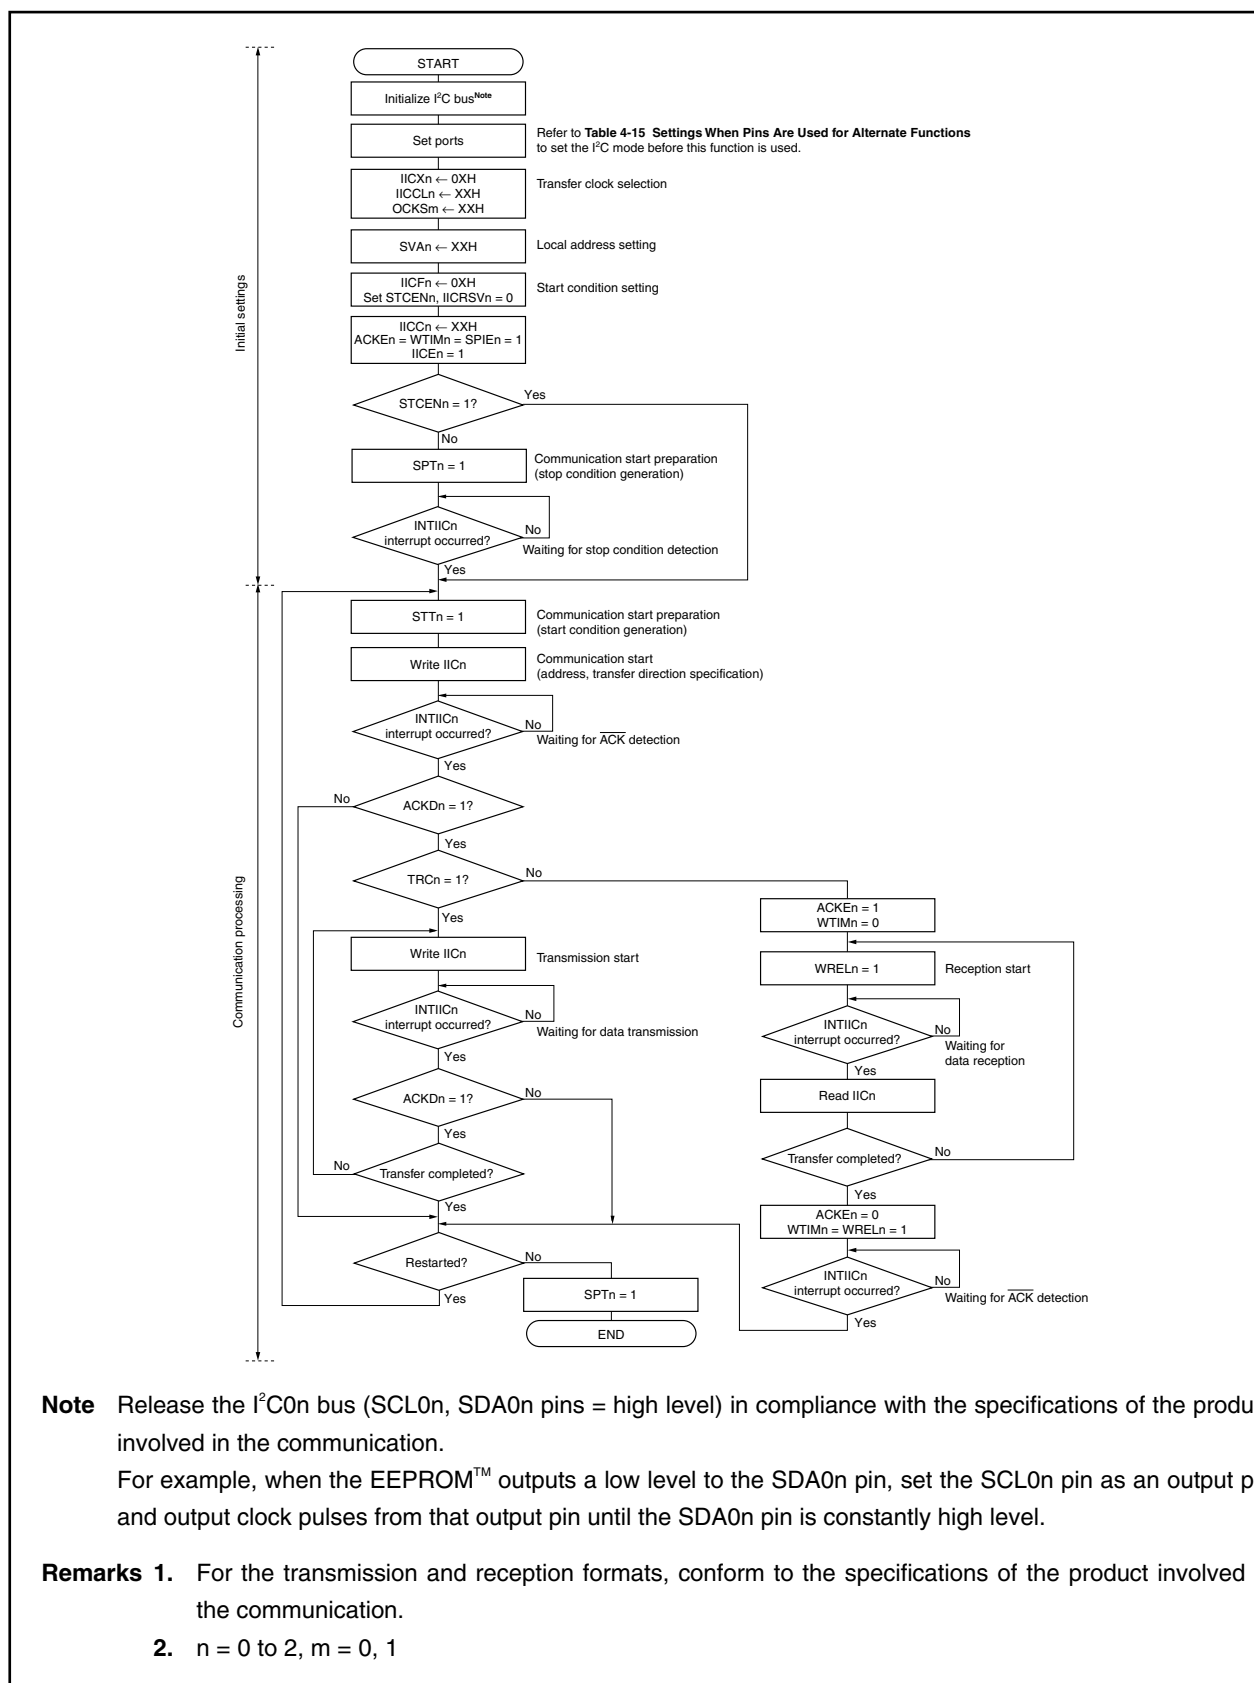 START
Initialize I²C bus^Note
Set ports
Refer to Table 4-15 Settings When Pins Are Used for Alternate Functions
to set the I²C mode before this function is used.
IICXn ← 0XH
IICCLn ← XXH
OCKSm ← XXH
Transfer clock selection
SVAn ← XXH
Local address setting
IICFn ← 0XH
Set STCENn, IICRSVn = 0
Start condition setting
IICCn ← XXH
ACKEn = WTIMn = SPIEn = 1
IICEn = 1
Initial settings
STCENn = 1?
Yes
No
SPTn = 1
Communication start preparation
(stop condition generation)
INTIICn
interrupt occurred?
No
Waiting for stop condition detection
Yes
STTn = 1
Communication start preparation
(start condition generation)
Write IICn
Communication start
(address, transfer direction specification)
INTIICn
interrupt occurred?
No
Waiting for ACK detection
Yes
ACKDn = 1?
No
Yes
TRCn = 1?
No
Yes
Communication processing
Write IICn
Transmission start
INTIICn
interrupt occurred?
No
Waiting for data transmission
Yes
ACKDn = 1?
No
Yes
Transfer completed?
No
Yes
ACKEn = 1
WTIMn = 0
WRELn = 1
Reception start
INTIICn
interrupt occurred?
No
Waiting for
data reception
Yes
Read IICn
Transfer completed?
No
Yes
ACKEn = 0
WTIMn = WRELn = 1
INTIICn
interrupt occurred?
No
Waiting for ACK detection
Yes
Restarted?
No
Yes
SPTn = 1
END
Note Release the I²C0n bus (SCL0n, SDA0n pins = high level) in compliance with the specifications of the produ
involved in the communication.
For example, when the EEPROM™ outputs a low level to the SDA0n pin, set the SCL0n pin as an output p
and output clock pulses from that output pin until the SDA0n pin is constantly high level.
Remarks 1. For the transmission and reception formats, conform to the specifications of the product involved
the communication.
2. n = 0 to 2, m = 0, 1